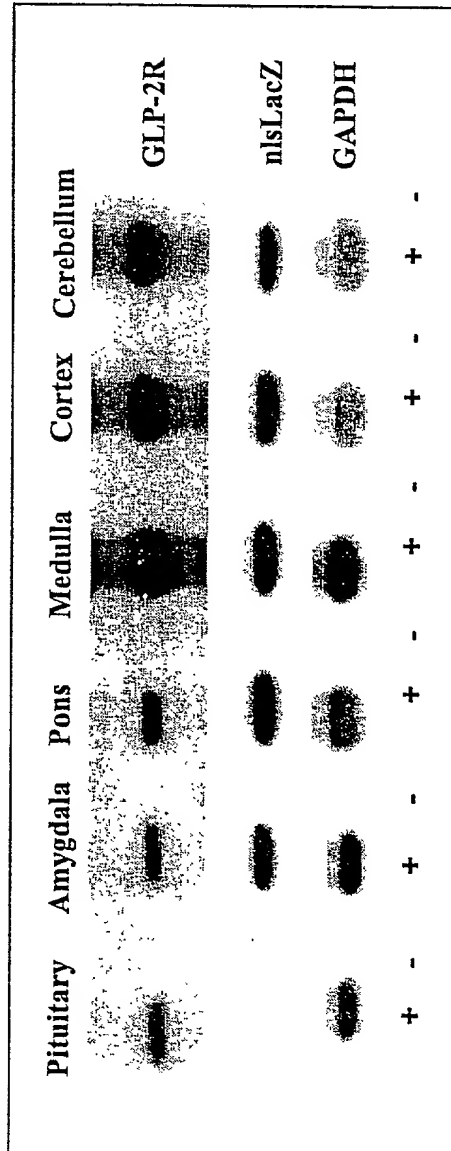 Pituitary Amygdala Pons Medulla Cortex Cerebellum
GLP-2R
nlsLacZ
GAPDH
+ - + - + - + - + - + -